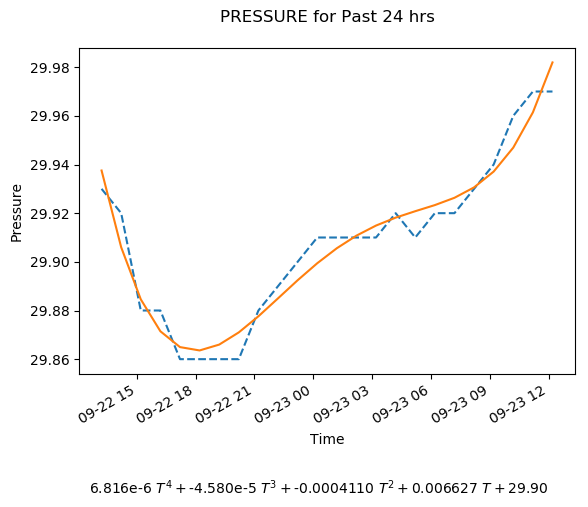 PRESSURE for Past 24 hrs
29.98
29.96
29.94
29.92
29.90
29.88
29.86
Pressure
09-22 15 09-22 18 09-22 21 09-23 00 09-23 03 09-23 06 09-23 09 09-23 12
Time
6.816e-6 T⁴ + -4.580e-5 T³ + -0.0004110 T² + 0.006627 T + 29.90